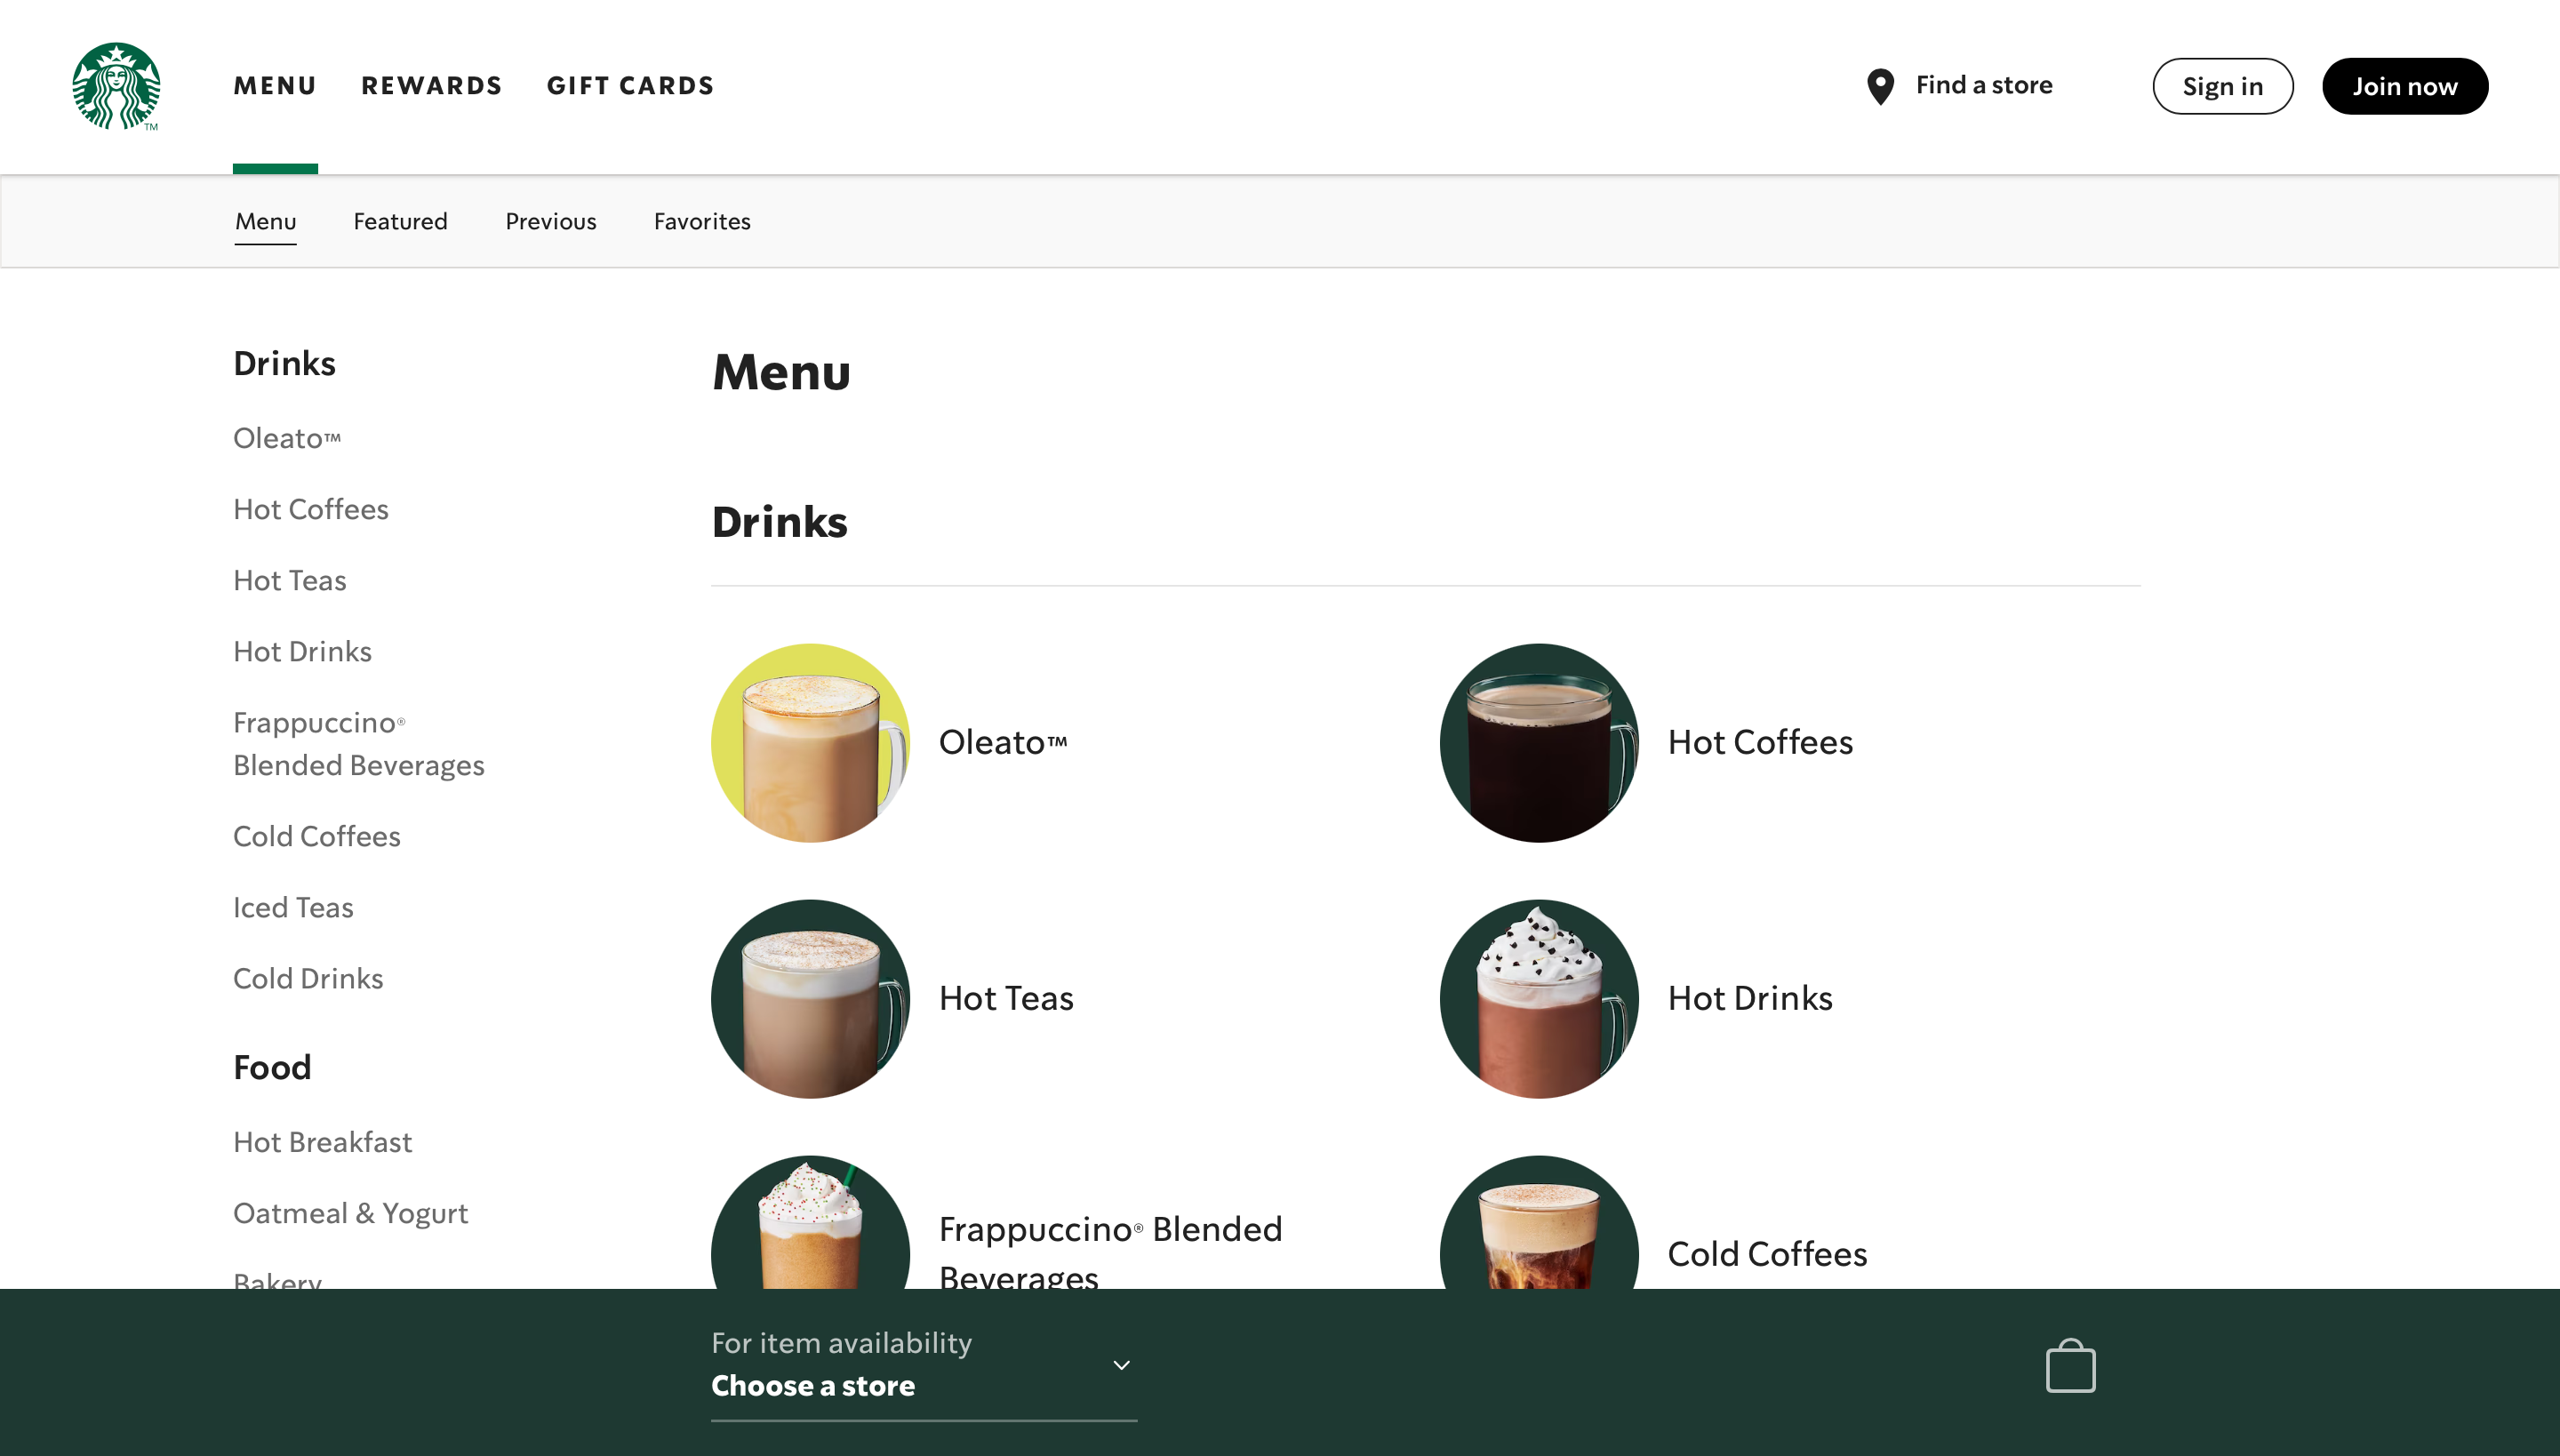 TM
MENU REWARDS GIFT CARDS
Find a store
Sign in
Join now
Menu Featured Previous Favorites
Drinks
Oleato™
Hot Coffees
Hot Teas
Hot Drinks
Frappuccino®
Blended Beverages
Cold Coffees
Iced Teas
Cold Drinks
Food
Hot Breakfast
Oatmeal & Yogurt
Bakery
Menu
Drinks
Oleato™
Hot Coffees
Hot Teas
Hot Drinks
Frappuccino® Blended
Beverages
Cold Coffees
For item availability
Choose a store